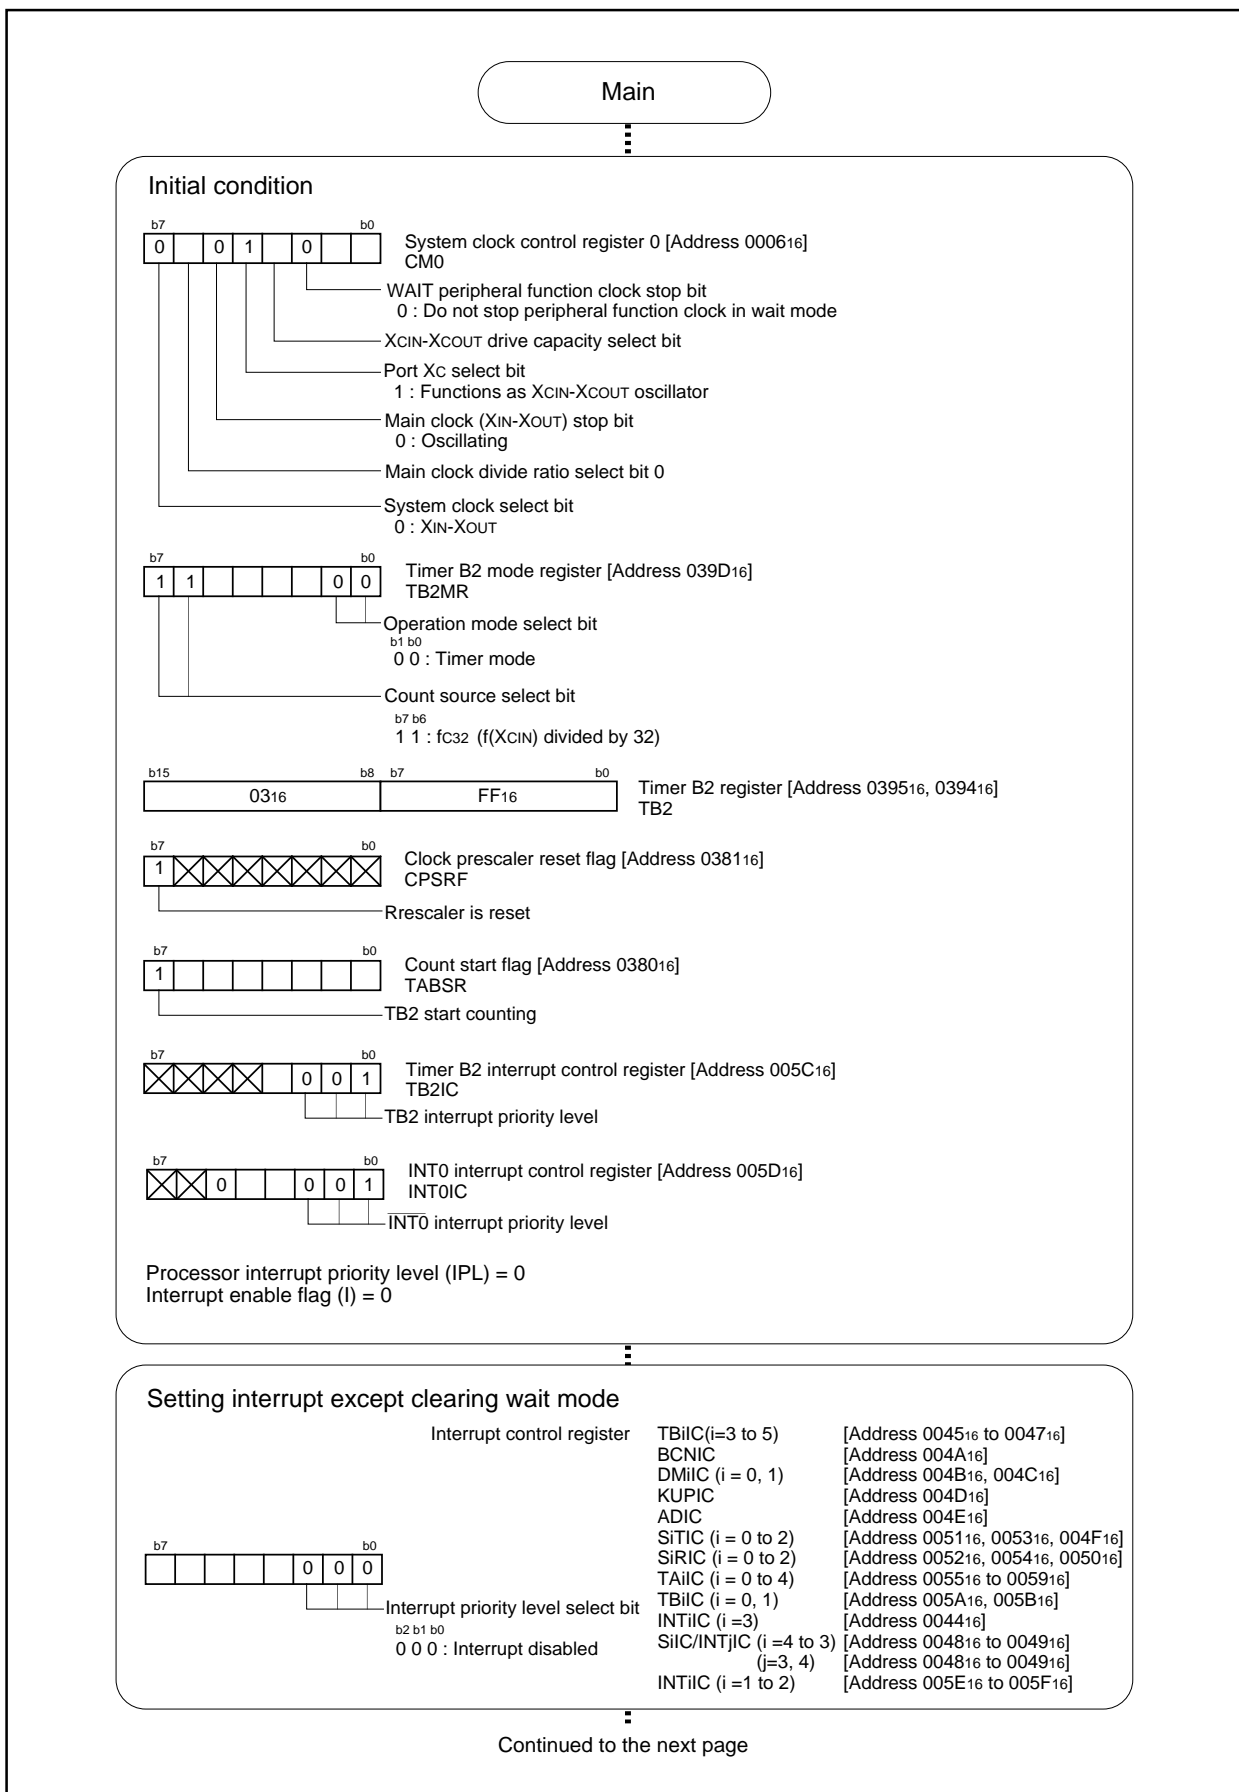 Main
Initial condition
b7 b0
0 0 1 0
System clock control register 0 [Address 000616]
CM0
WAIT peripheral function clock stop bit
0 : Do not stop peripheral function clock in wait mode
XCIN-XCOUT drive capacity select bit
Port XC select bit
1 : Functions as XCIN-XCOUT oscillator
Main clock (XIN-XOUT) stop bit
0 : Oscillating
Main clock divide ratio select bit 0
System clock select bit
0 : XIN-XOUT
b7 b0
1 1 0 0
Timer B2 mode register [Address 039D16]
TB2MR
Operation mode select bit
b1 b0
0 0 : Timer mode
Count source select bit
b7 b6
1 1 : fC32 (f(XCIN) divided by 32)
b15 b8 b7 b0
0316 FF16
Timer B2 register [Address 039516, 039416]
TB2
b7 b0
1
Clock prescaler reset flag [Address 038116]
CPSRF
Rrescaler is reset
b7 b0
1
Count start flag [Address 038016]
TABSR
TB2 start counting
b7 b0
0 0 1
Timer B2 interrupt control register [Address 005C16]
TB2IC
TB2 interrupt priority level
b7 b0
0 0 0 1
INT0 interrupt control register [Address 005D16]
INT0IC
INT0 interrupt priority level
Processor interrupt priority level (IPL) = 0
Interrupt enable flag (I) = 0
Setting interrupt except clearing wait mode
Interrupt control register TBiIC(i=3 to 5) [Address 004516 to 004716]
BCNIC [Address 004A16]
DMiIC (i = 0, 1) [Address 004B16, 004C16]
KUPIC [Address 004D16]
ADIC [Address 004E16]
SiTIC (i = 0 to 2) [Address 005116, 005316, 004F16]
SiRIC (i = 0 to 2) [Address 005216, 005416, 005016]
TAiIC (i = 0 to 4) [Address 005516 to 005916]
TBiIC (i = 0, 1) [Address 005A16, 005B16]
INTiIC (i =3) [Address 004416]
SiIC/INTjIC (i =4 to 3) [Address 004816 to 004916]
(j=3, 4) [Address 004816 to 004916]
INTiIC (i =1 to 2) [Address 005E16 to 005F16]
b7 b0
0 0 0
Interrupt priority level select bit
b2 b1 b0
0 0 0 : Interrupt disabled
Continued to the next page